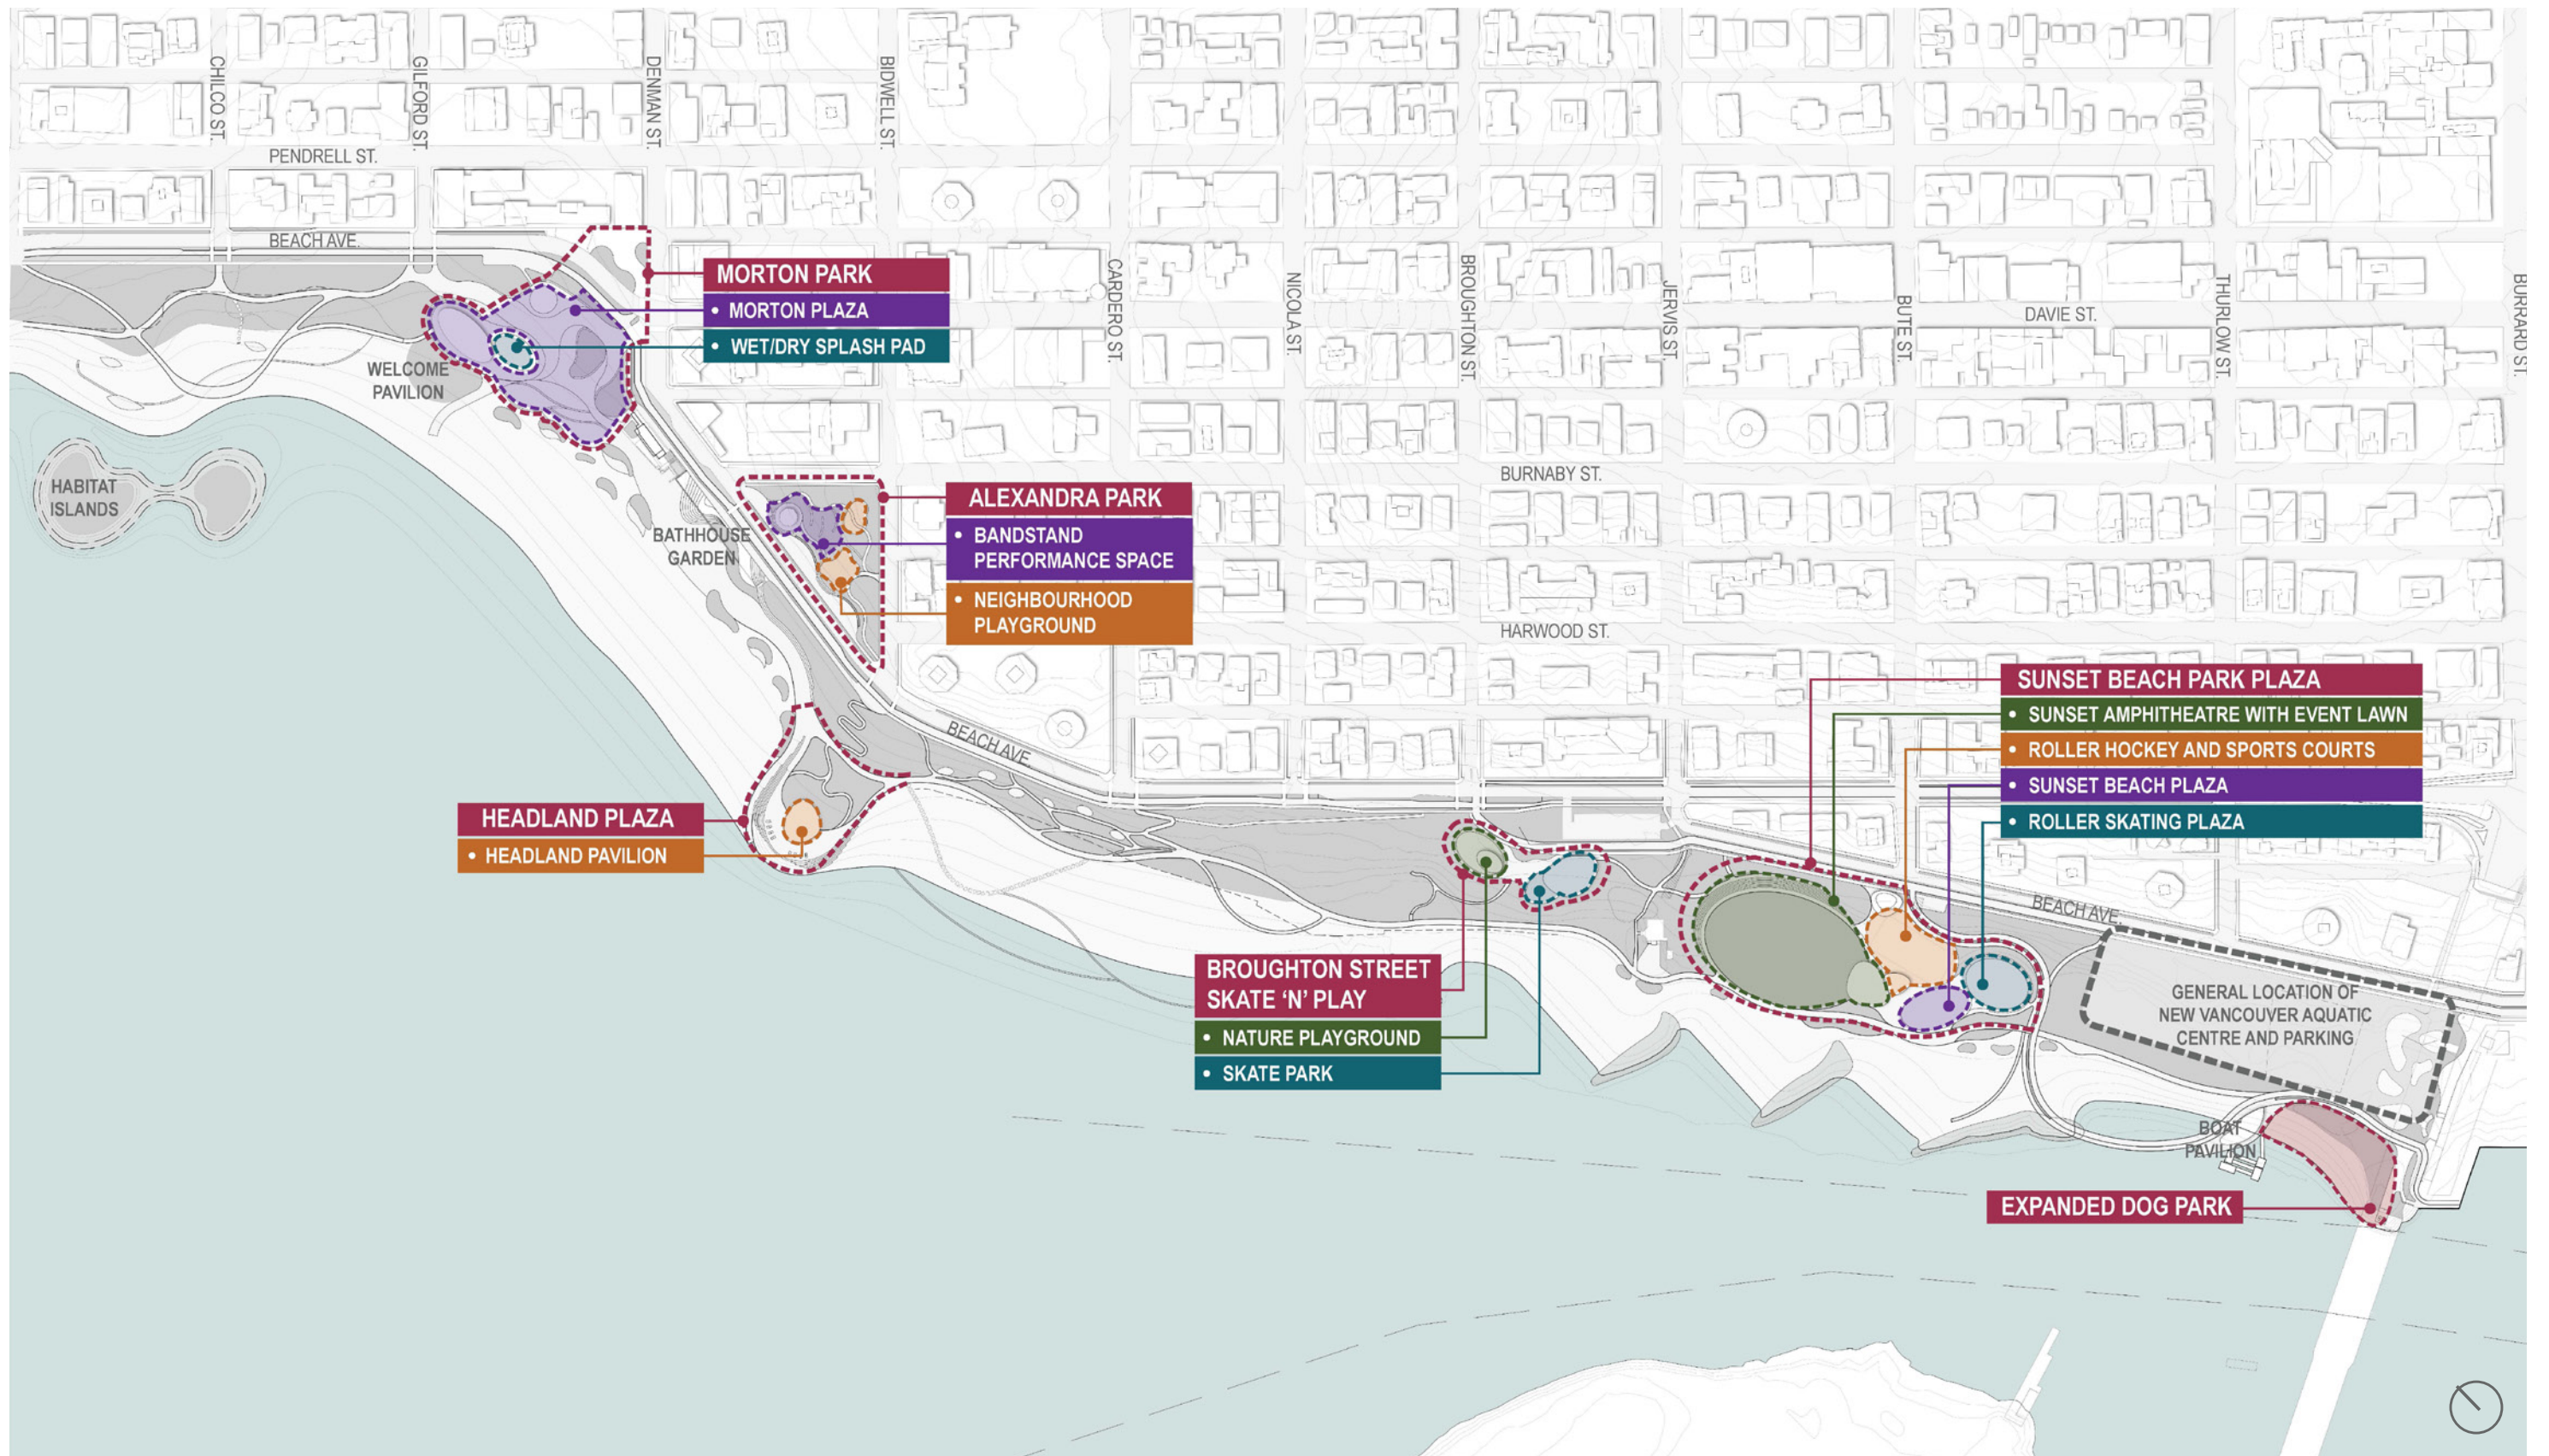 CHILCO ST.
GILFORD ST.
DENMAN ST.
BIDWELL ST.
PENDRELL ST.
BEACH AVE.
MORTON PARK
• MORTON PLAZA
• WET/DRY SPLASH PAD
CARDERO ST.
NICOLA ST.
BROUGHTON ST.
JERVIS ST.
BUTE ST.
DAVIE ST.
THURLOW ST.
BURRARD ST.
WELCOME
PAVILION
HABITAT
ISLANDS
BURNABY ST.
ALEXANDRA PARK
• BANDSTAND
PERFORMANCE SPACE
• NEIGHBOURHOOD
PLAYGROUND
BATHHOUSE
GARDEN
HARWOOD ST.
SUNSET BEACH PARK PLAZA
• SUNSET AMPHITHEATRE WITH EVENT LAWN
• ROLLER HOCKEY AND SPORTS COURTS
• SUNSET BEACH PLAZA
• ROLLER SKATING PLAZA
BEACH AVE.
HEADLAND PLAZA
• HEADLAND PAVILION
BEACH AVE.
BROUGHTON STREET
SKATE ‘N’ PLAY
• NATURE PLAYGROUND
• SKATE PARK
GENERAL LOCATION OF
NEW VANCOUVER AQUATIC
CENTRE AND PARKING
BOAT
PAVILION
EXPANDED DOG PARK